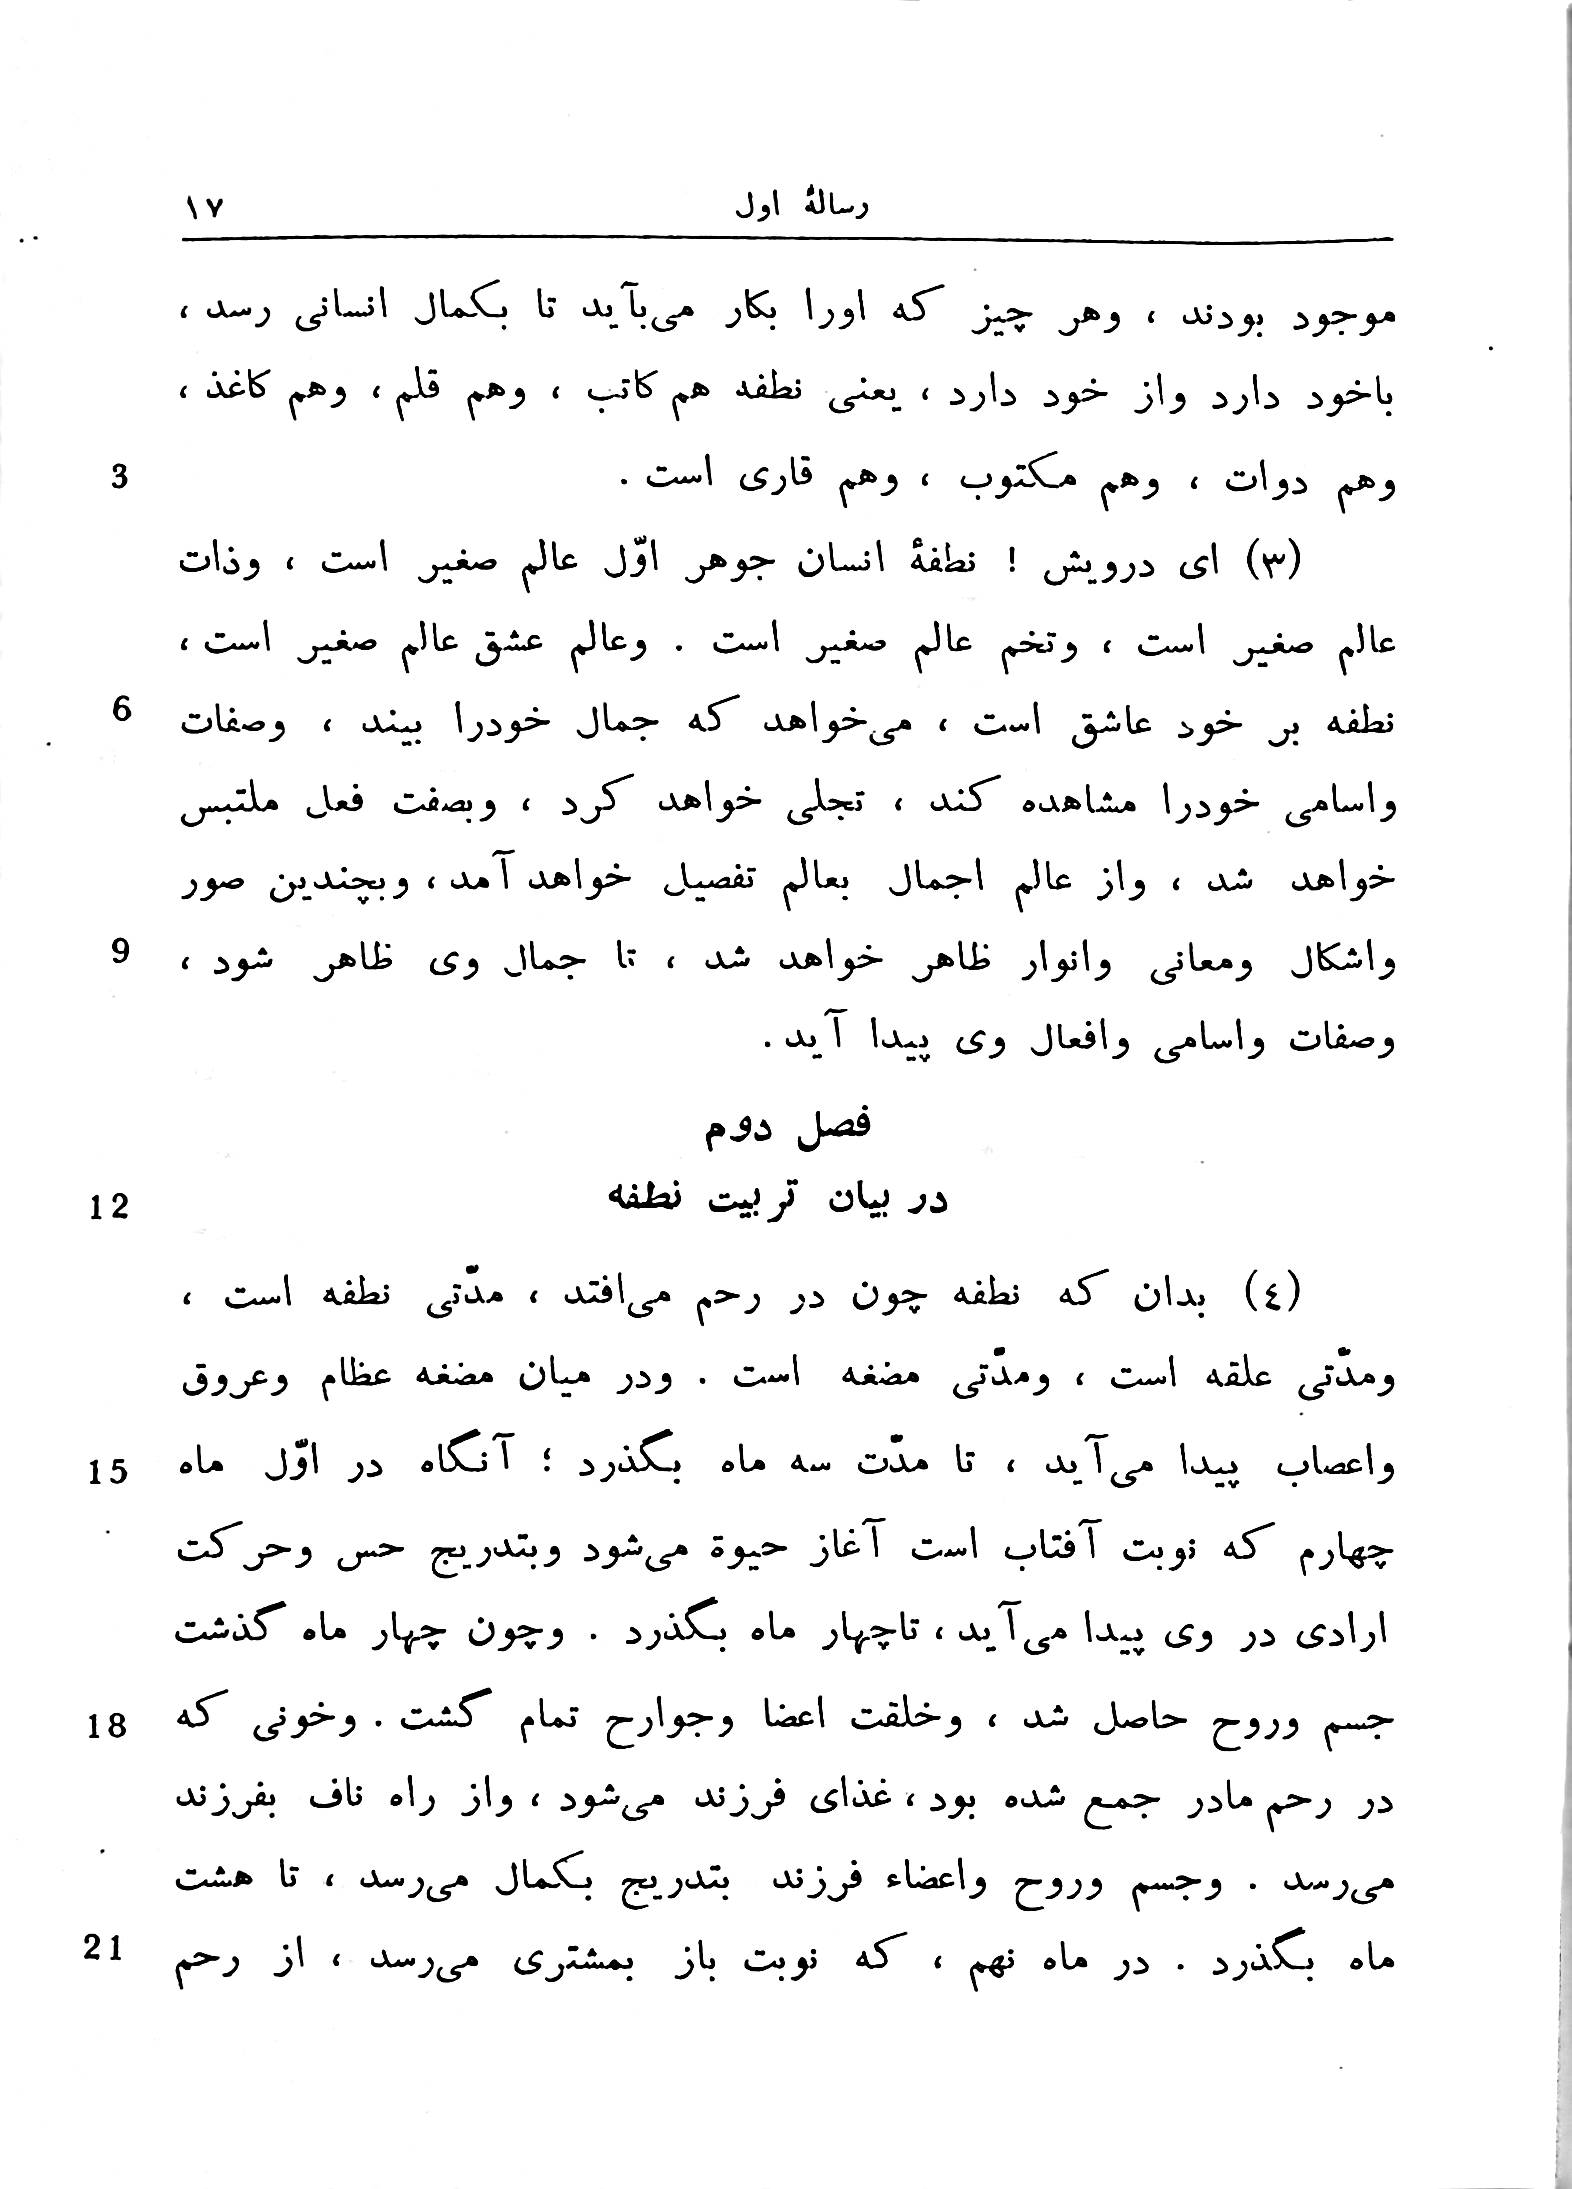 رسالهٔ اول ۱۷
موجود بودند ، وهر چیز که اورا بکار می‌بآید تا بکمال انسانی رسد ،
باخود دارد واز خود دارد ، یعنی نطفه هم کاتب ، وهم قلم ، وهم کاغذ ،
وهم دوات ، وهم مکتوب ، وهم قاری است . 3
(۳) ای درویش ! نطفهٔ انسان جوهر اوّل عالم صغیر است ، وذات
عالم صغیر است ، وتخم عالم صغیر است . وعالم عشق عالم صغیر است ،
نطفه بر خود عاشق است ، می‌خواهد که جمال خودرا بیند ، وصفات 6
واسامی خودرا مشاهده کند ، تجلی خواهد کرد ، وبصفت فعل ملتبس
خواهد شد ، واز عالم اجمال بعالم تفصیل خواهد آمد ، وبچندین صور
واشکال ومعانی وانوار ظاهر خواهد شد ، تا جمال وی ظاهر شود ، 9
وصفات واسامی وافعال وی پیدا آید .
فصل دوم
در بیان تربیت نطفه 12
(٤) بدان که نطفه چون در رحم می‌افتد ، مدّتی نطفه است ،
ومدّتی علقه است ، ومدّتی مضغه است . ودر میان مضغه عظام وعروق
واعصاب پیدا می‌آید ، تا مدّت سه ماه بگذرد ؛ آنگاه در اوّل ماه 15
چهارم که نوبت آفتاب است آغاز حیوة می‌شود وبتدریج حس وحرکت
ارادی در وی پیدا می‌آید ، تاچهار ماه بگذرد . وچون چهار ماه گذشت
جسم وروح حاصل شد ، وخلقت اعضا وجوارح تمام گشت . وخونی که 18
در رحم مادر جمع شده بود ، غذای فرزند می‌شود ، واز راه ناف بفرزند
می‌رسد . وجسم وروح واعضاء فرزند بتدریج بکمال می‌رسد ، تا هشت
ماه بگذرد . در ماه نهم ، که نوبت باز بمشتری می‌رسد ، از رحم 21